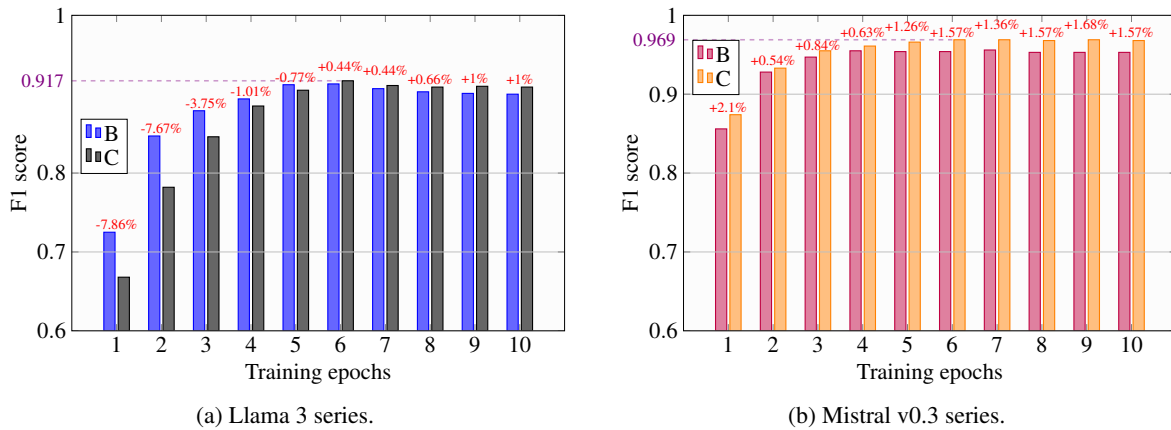 1
0.917
0.8
0.7
0.6
F1 score
B
C
-7.86%
-7.67%
-3.75%
-1.01%
-0.77%
+0.44%
+0.44%
+0.66%
+1%
+1%
1 2 3 4 5 6 7 8 9 10
Training epochs
(a) Llama 3 series.
1
0.969
0.9
0.8
0.7
0.6
F1 score
B
C
+2.1%
+0.54%
+0.84%
+0.63%
+1.26%
+1.57%
+1.36%
+1.57%
+1.68%
+1.57%
1 2 3 4 5 6 7 8 9 10
Training epochs
(b) Mistral v0.3 series.